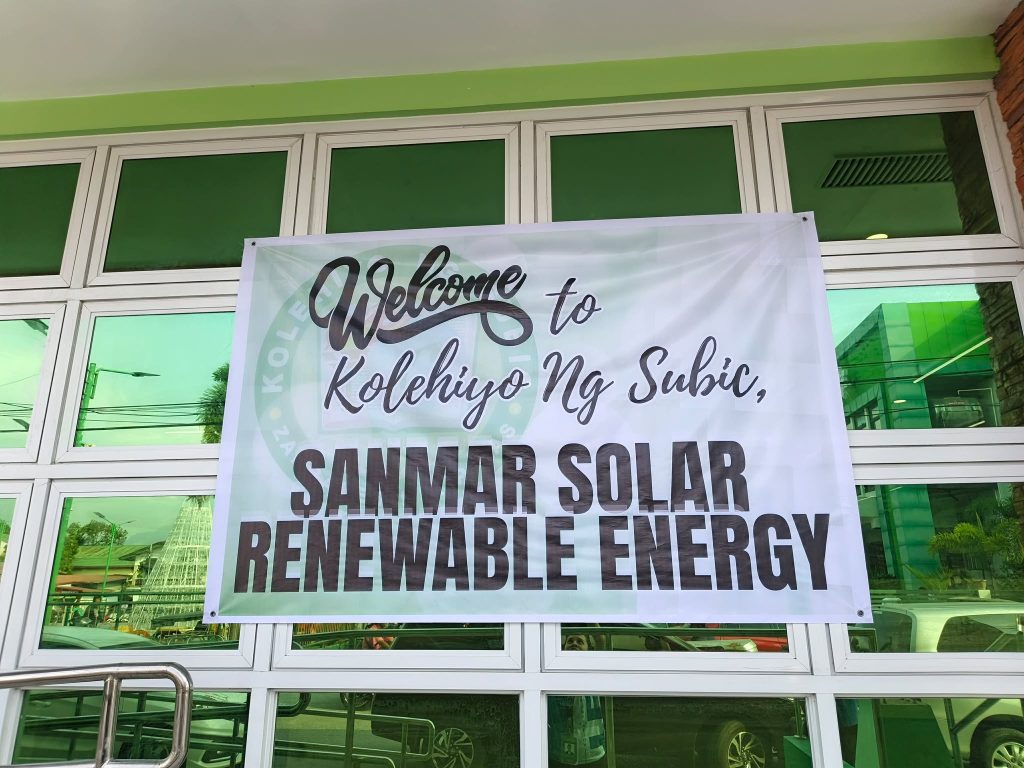 Welcome to
Kolehiyo Ng Subic,
SANMAR SOLAR
RENEWABLE ENERGY